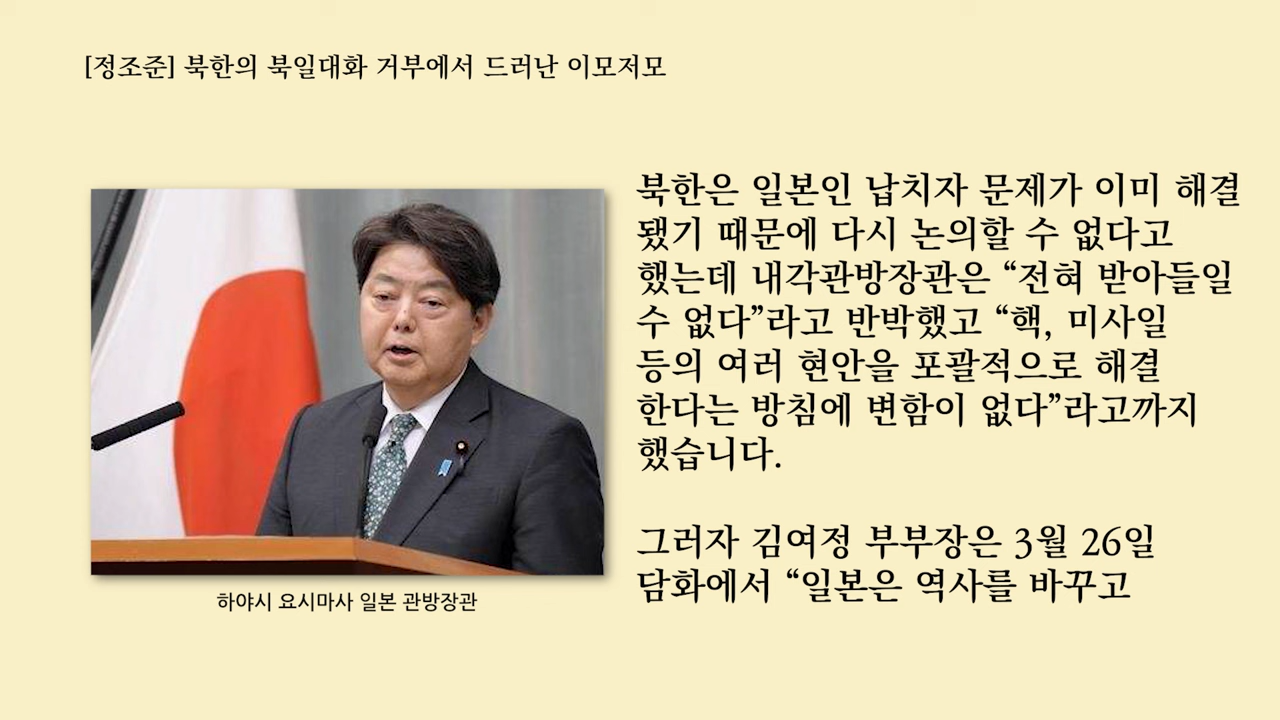 [정조준] 북한의 북일대화 거부에서 드러난 이모저모
북한은 일본인 납치자 문제가 이미 해결
됐기 때문에 다시 논의할 수 없다고
했는데 내각관방장관은 “전혀 받아들일
수 없다”라고 반박했고 “핵, 미사일
등의 여러 현안을 포괄적으로 해결
한다는 방침에 변함이 없다”라고까지
했습니다.
그러자 김여정 부부장은 3월 26일
담화에서 “일본은 역사를 바꾸고
하야시 요시마사 일본 관방장관